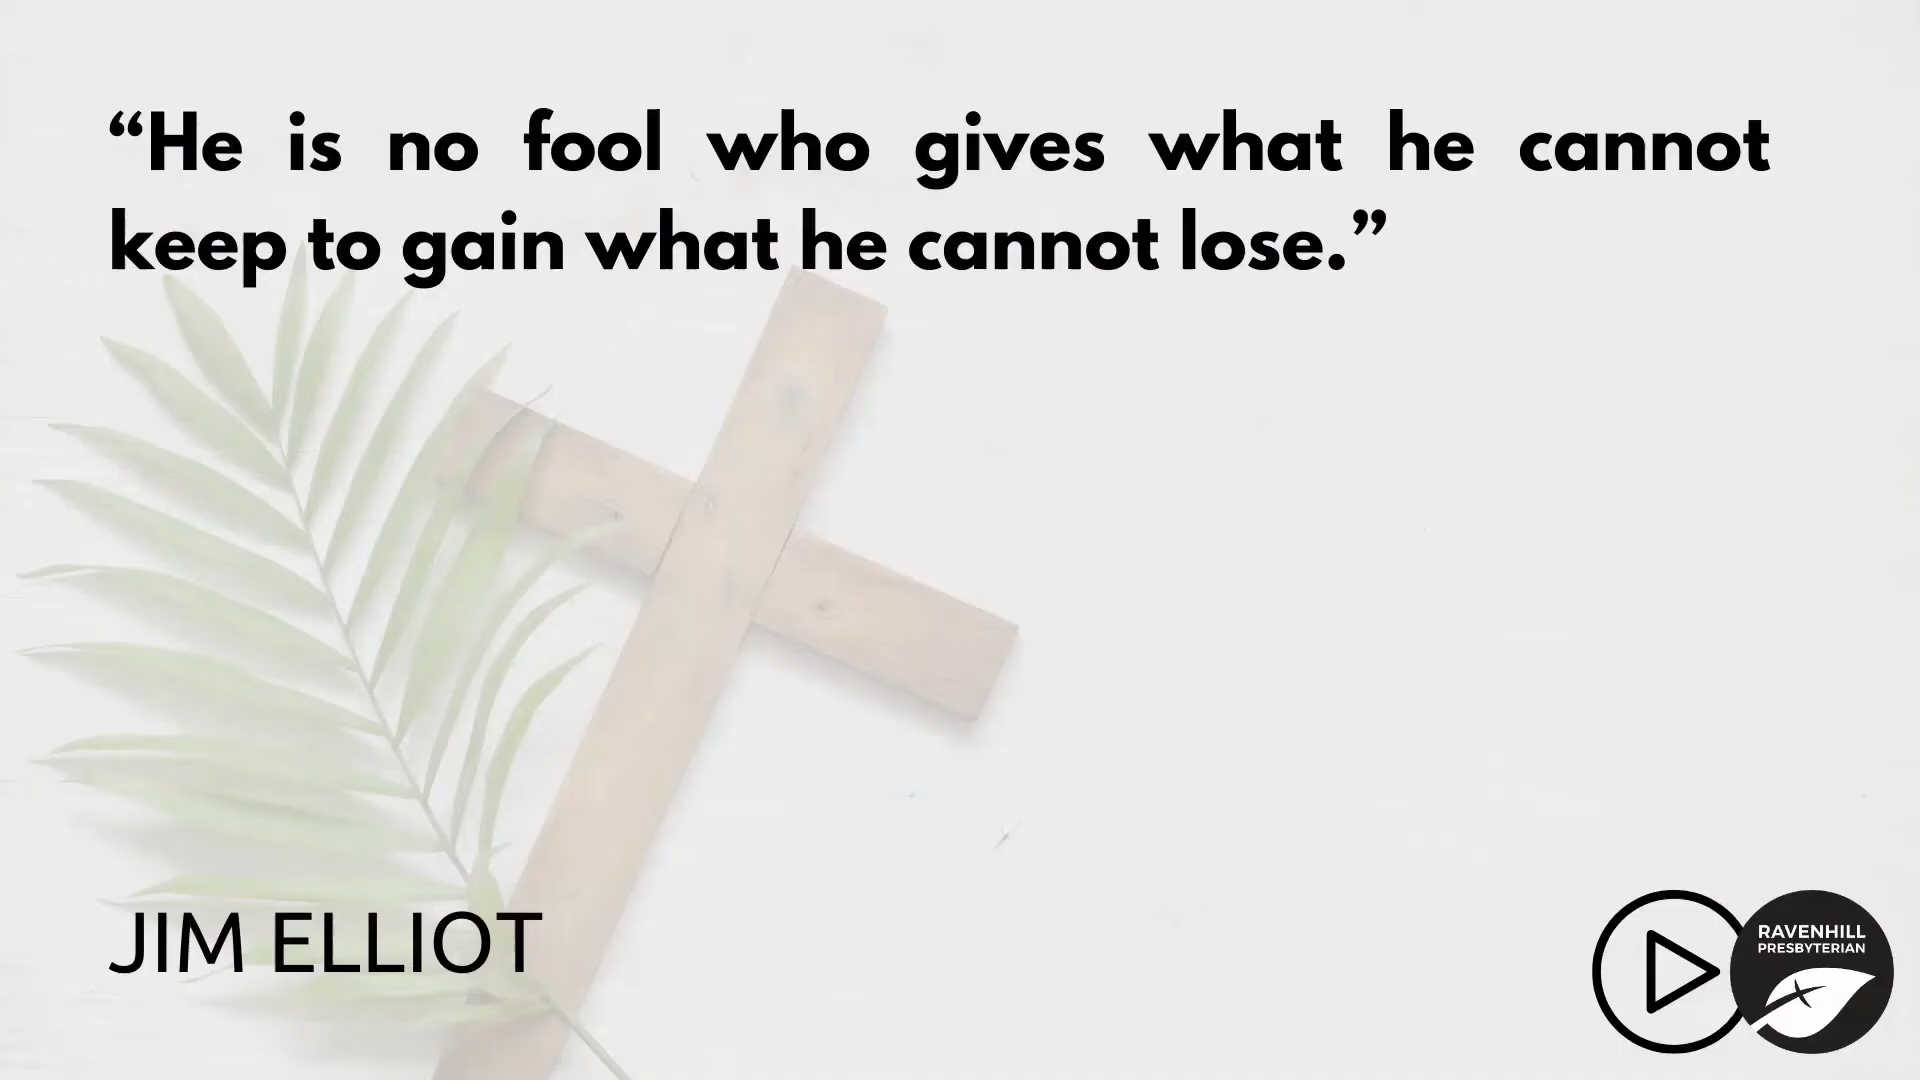 “He is no fool who gives what he cannot
keep to gain what he cannot lose.”
JIM ELLIOT
RAVENHILL
PRESBYTERIAN